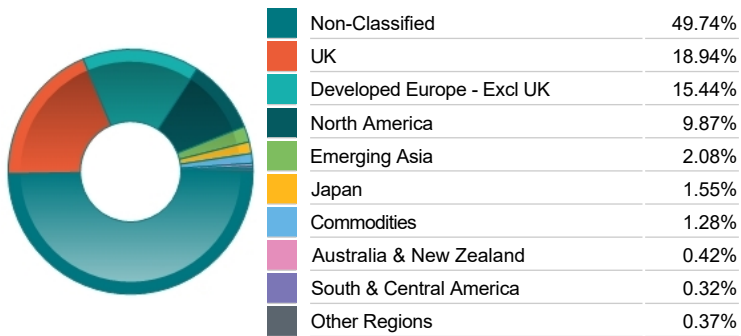 Non-Classified 49.74%
UK 18.94%
Developed Europe - Excl UK 15.44%
North America 9.87%
Emerging Asia 2.08%
Japan 1.55%
Commodities 1.28%
Australia & New Zealand 0.42%
South & Central America 0.32%
Other Regions 0.37%